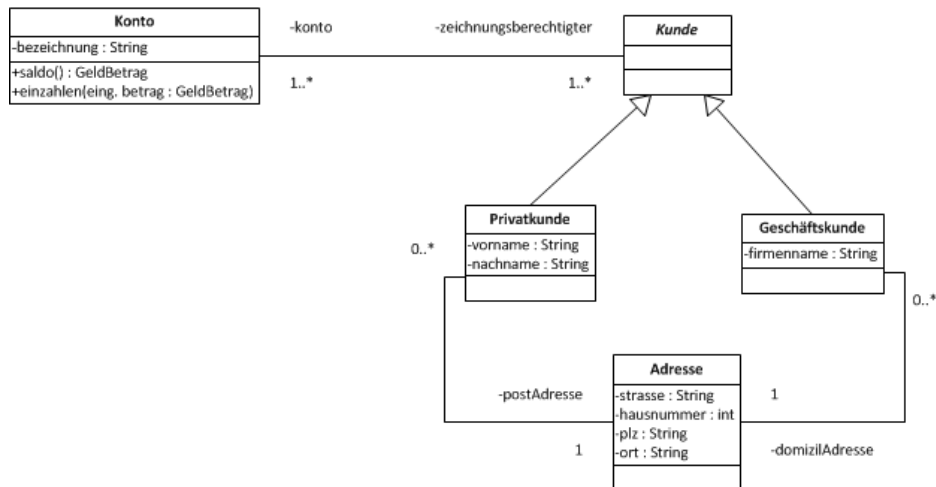 Konto
-bezeichnung : String
+saldo() : GeldBetrag
+einzahlen(eing. betrag : GeldBetrag)
-konto
-zeichnungsberechtigter
1..*
1..*
Kunde
Privatkunde
-vorname : String
-nachname : String
0..*
Geschäftskunde
-firmenname : String
0..*
Adresse
-strasse : String
-hausnummer : int
-plz : String
-ort : String
-postAdresse
1
1
-domizilAdresse